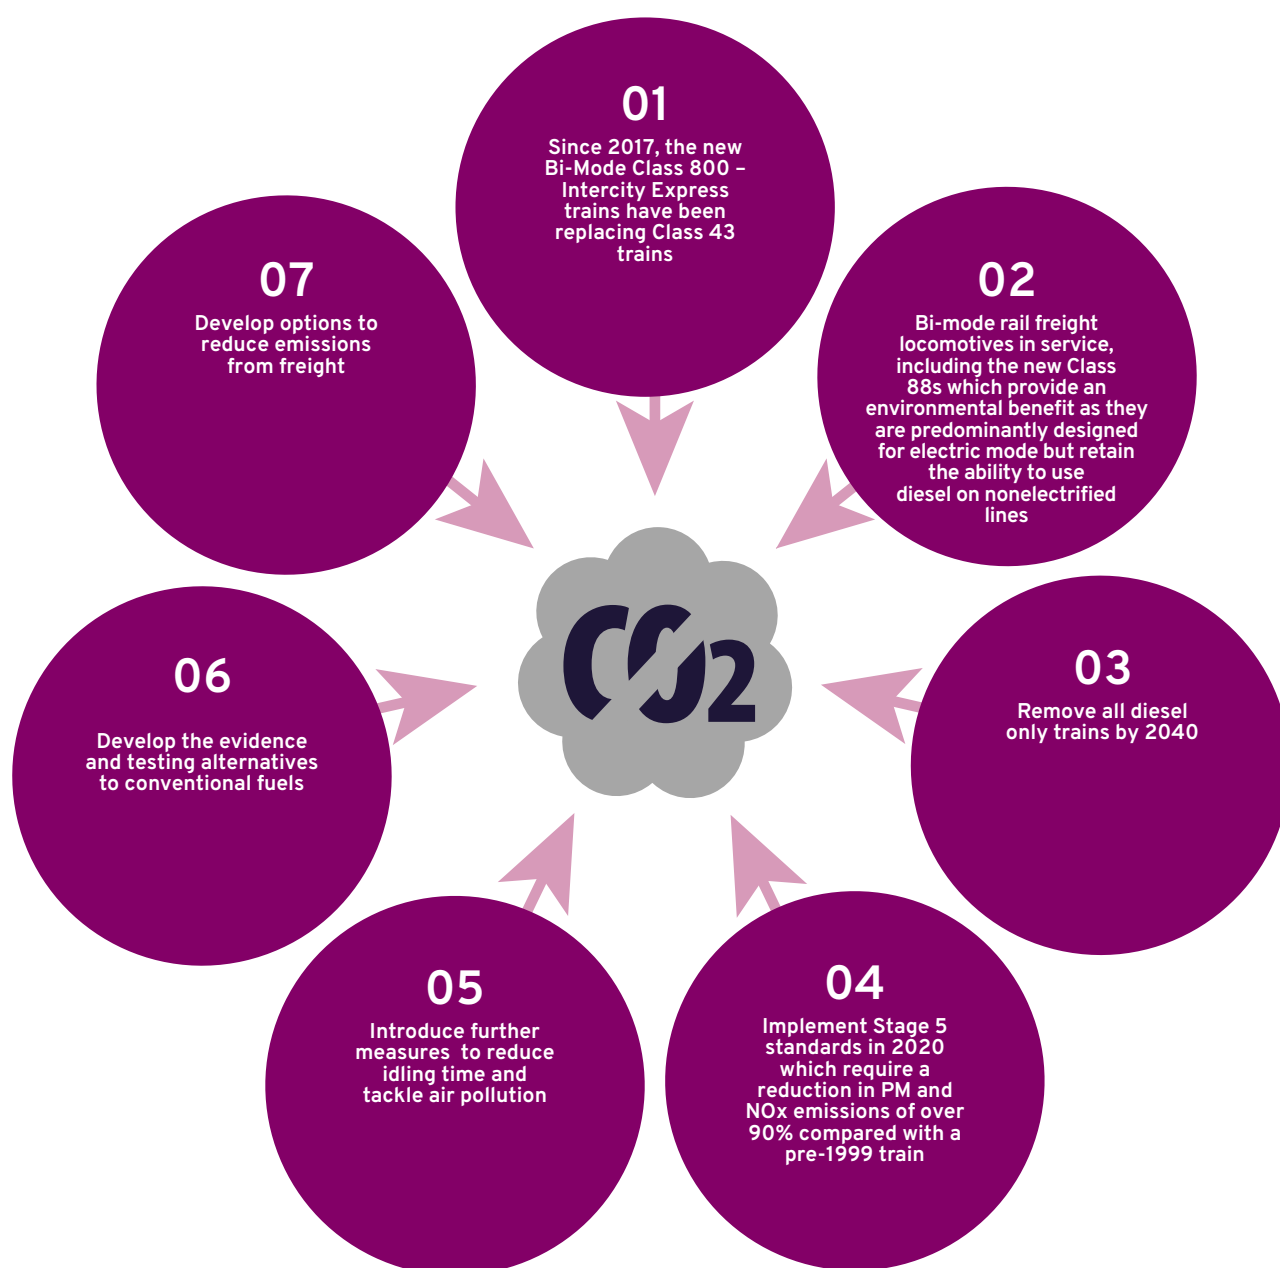 01
Since 2017, the new
Bi-Mode Class 800 –
Intercity Express
trains have been
replacing Class 43
trains
02
Bi-mode rail freight
locomotives in service,
including the new Class
88s which provide an
environmental benefit as they
are predominantly designed
for electric mode but retain
the ability to use
diesel on nonelectrified
lines
03
Remove all diesel
only trains by 2040
04
Implement Stage 5
standards in 2020
which require a
reduction in PM and
NOx emissions of over
90% compared with a
pre-1999 train
05
Introduce further
measures to reduce
idling time and
tackle air pollution
06
Develop the evidence
and testing alternatives
to conventional fuels
07
Develop options to
reduce emissions
from freight
CO2